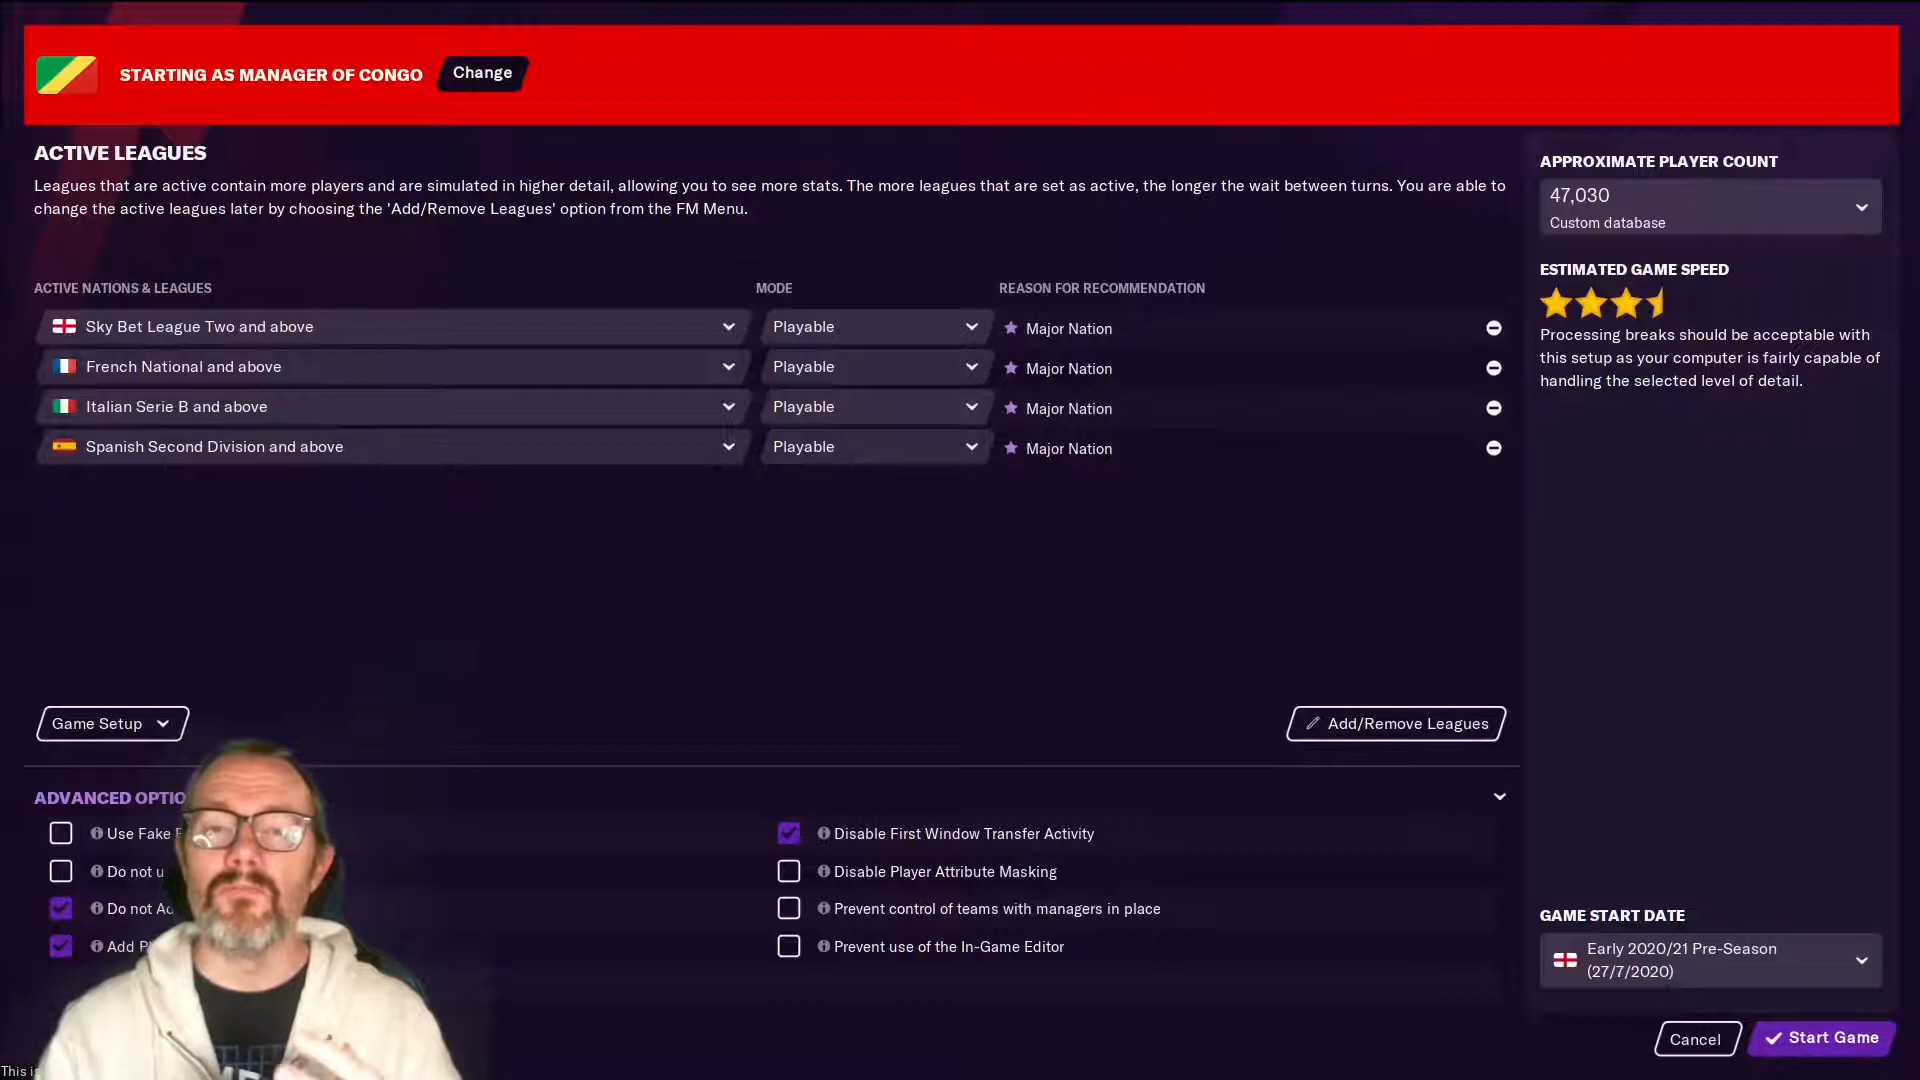 STARTING AS MANAGER OF CONGO
Change
ACTIVE LEAGUES
Leagues that are active contain more players and are simulated in higher detail, allowing you to see more stats. The more leagues that are set as active, the longer the wait between turns. You are able to
change the active leagues later by choosing the 'Add/Remove Leagues' option from the FM Menu.
ACTIVE NATIONS & LEAGUES MODE REASON FOR RECOMMENDATION
Sky Bet League Two and above Playable Major Nation
French National and above Playable Major Nation
Italian Serie B and above Playable Major Nation
Spanish Second Division and above Playable Major Nation
Game Setup
Add/Remove Leagues
ADVANCED OPTIO
Use Fake
Do not
Do not
Add
Disable First Window Transfer Activity
Disable Player Attribute Masking
Prevent control of teams with managers in place
Prevent use of the In-Game Editor
APPROXIMATE PLAYER COUNT
47,030
Custom database
ESTIMATED GAME SPEED
Processing breaks should be acceptable with
this setup as your computer is fairly capable of
handling the selected level of detail.
GAME START DATE
Early 2020/21 Pre-Season
(27/7/2020)
Cancel
Start Game
This is